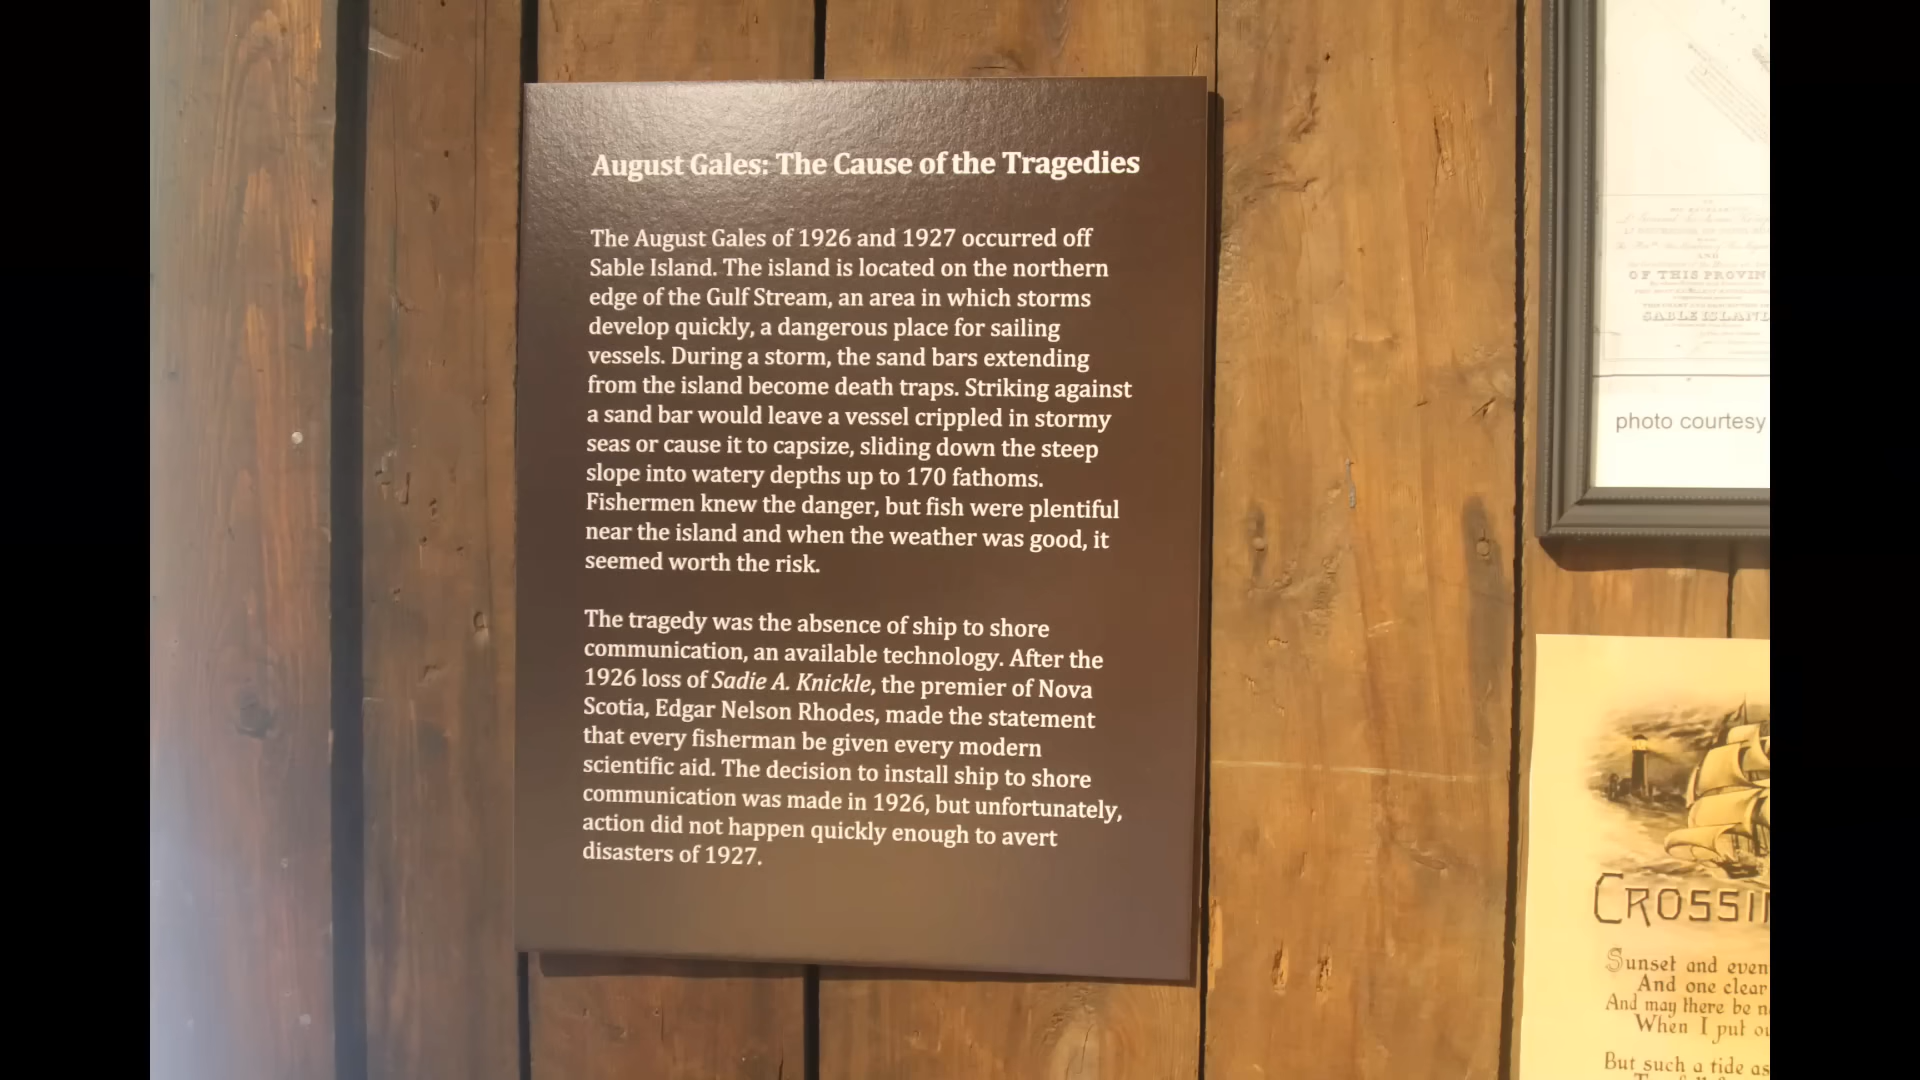 August Gales: The Cause of the Tragedies
The August Gales of 1926 and 1927 occurred off
Sable Island. The island is located on the northern
edge of the Gulf Stream, an area in which storms
develop quickly, a dangerous place for sailing
vessels. During a storm, the sand bars extending
from the island become death traps. Striking against
a sand bar would leave a vessel crippled in stormy
seas or cause it to capsize, sliding down the steep
slope into watery depths up to 170 fathoms.
Fishermen knew the danger, but fish were plentiful
near the island and when the weather was good, it
seemed worth the risk.
The tragedy was the absence of ship to shore
communication, an available technology. After the
1926 loss of Sadie A. Knickle, the premier of Nova
Scotia, Edgar Nelson Rhodes, made the statement
that every fisherman be given every modern
scientific aid. The decision to install ship to shore
communication was made in 1926, but unfortunately,
action did not happen quickly enough to avert
disasters of 1927.
AND
OF THIS PROVIN
SABLE ISLAND
photo courtesy
CROSSI
Sunset and even
And one clear
And may there be
When I put
But such a tide as